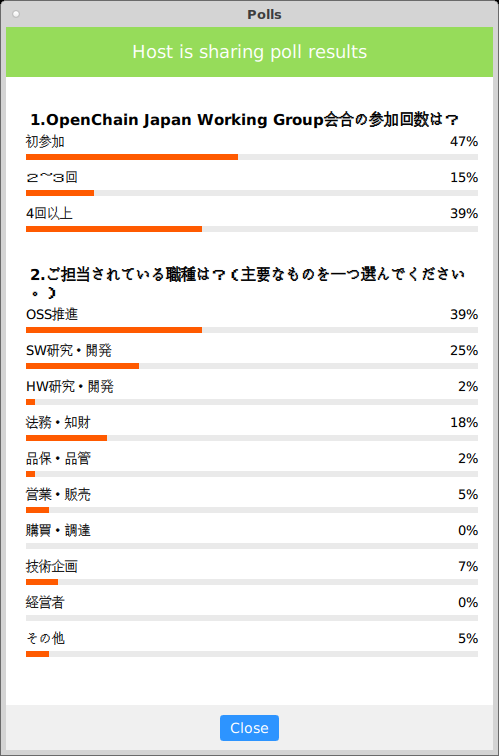 Polls
Host is sharing poll results
1.OpenChain Japan Working Group会合の参加回数は？
初参加 47%
２～３回 15%
4回以上 39%
2.ご担当されている職種は？（主要なものを一つ選んでください
。）
OSS推進 39%
SW研究・開発 25%
HW研究・開発 2%
法務・知財 18%
品保・品管 2%
営業・販売 5%
購買・調達 0%
技術企画 7%
経営者 0%
その他 5%
Close